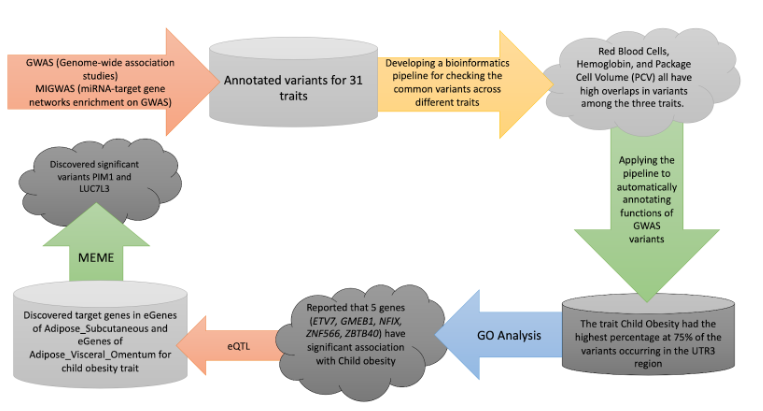 GWAS (Genome-wide association
studies)
MIGWAS (miRNA-target gene
networks enrichment on GWAS)
Annotated variants for 31
traits
Developing a bioinformatics
pipeline for checking the
common variants across
different traits
Red Blood Cells,
Hemoglobin, and Package
Cell Volume (PCV) all have
high overlaps in variants
among the three traits.
Applying the
pipeline to
automatically
annotating
functions of
GWAS
variants
The trait Child Obesity had the
highest percentage at 75% of the
variants occurring in the UTR3
region
GO Analysis
Reported that 5 genes
(ETV7, GMEB1, NFIX,
ZNF566, ZBTB40) have
significant association
with Child obesity
eQTL
Discovered target genes in eGenes
of Adipose_Subcutaneous and
eGenes of
Adipose_Visceral_Omentum for
child obesity trait
MEME
Discovered significant
variants PIM1 and
LUC7L3